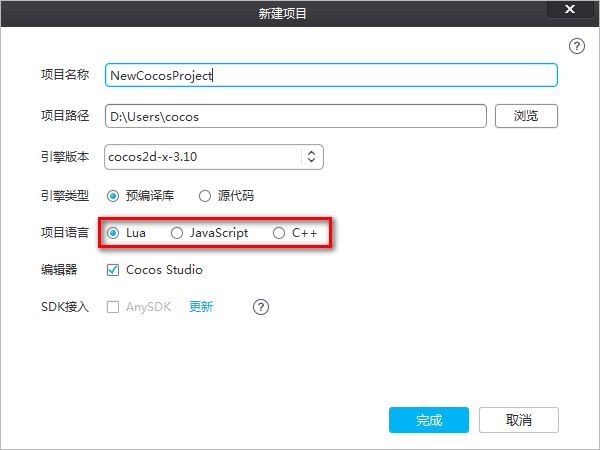 新建项目
?
项目名称 NewCocosProject
项目路径 D:\Users\cocos 浏览
引擎版本 cocos2d-x-3.10
引擎类型 预编译库 源代码
项目语言 Lua JavaScript C++
编辑器 Cocos Studio
SDK接入 AnySDK 更新 ?
完成 取消